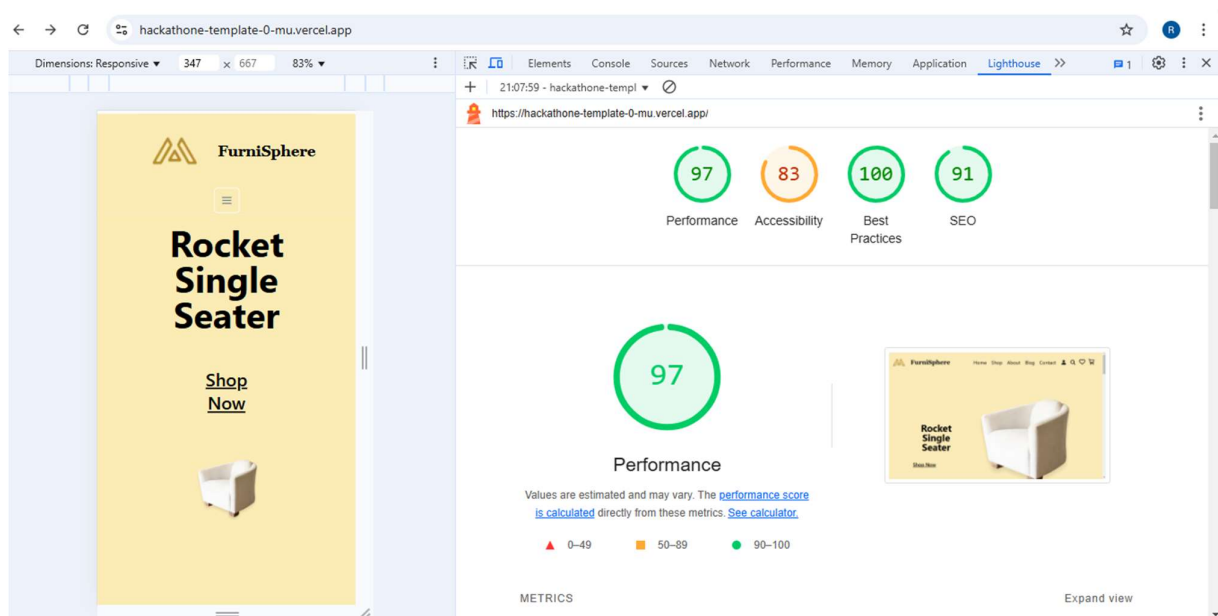 hackathone-template-0-mu.vercel.app
R
Dimensions: Responsive ▼ 347 x 667 83% ▼
Elements Console Sources Network Performance Memory Application Lighthouse >> 1
+ 21:07:59 - hackathone-templ ▼
https://hackathone-template-0-mu.vercel.app/
FurniSphere
Rocket
Single
Seater
Shop
Now
97 83 100 91
Performance Accessibility Best Practices SEO
97
FurniSphere Home Shop About Blog Contact
Rocket
Single
Seater
Shop Now
Performance
Values are estimated and may vary. The performance score
is calculated directly from these metrics. See calculator.
0–49 50–89 90–100
METRICS Expand view